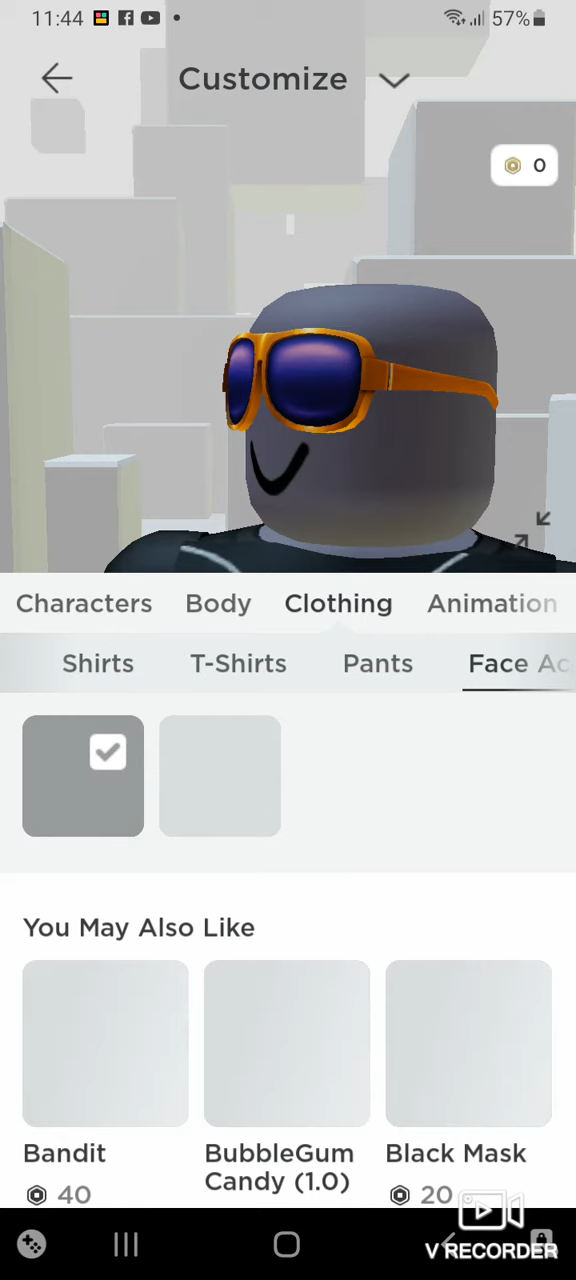 11:44
57%
Customize
0
Characters Body Clothing Animation
Shirts T-Shirts Pants Face Ac
You May Also Like
Bandit
BubbleGum
Candy (1.0)
Black Mask
40
20
V RECORDER